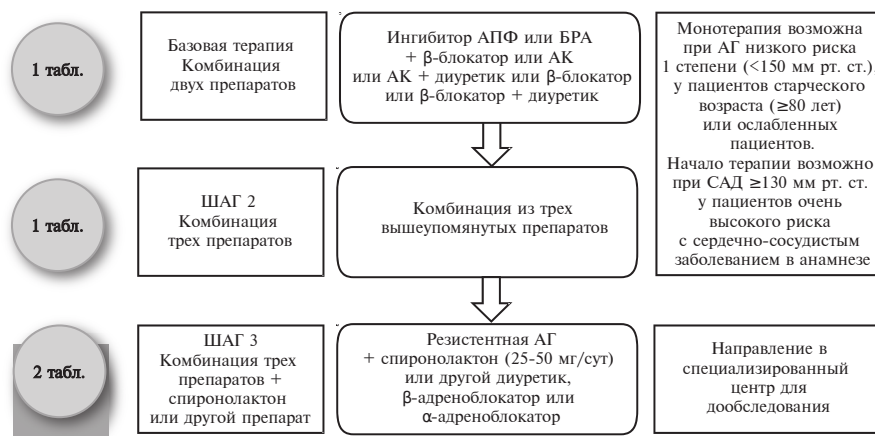 1 табл.
Базовая терапия
Комбинация
двух препаратов
Ингибитор АПФ или БРА
+ β-блокатор или АК
или АК + диуретик или β-блокатор
или β-блокатор + диуретик
Монотерапия возможна
при АГ низкого риска
1 степени (<150 мм рт. ст.),
у пациентов старческого
возраста (≥80 лет)
или ослабленных
пациентов.
Начало терапии возможно
при САД ≥130 мм рт. ст.
у пациентов очень
высокого риска
с сердечно-сосудистым
заболеванием в анамнезе
1 табл.
ШАГ 2
Комбинация
трех препаратов
Комбинация из трех
вышеупомянутых препаратов
2 табл.
ШАГ 3
Комбинация трех
препаратов +
спиронолактон
или другой препарат
Резистентная АГ
+ спиронолактон (25-50 мг/сут)
или другой диуретик,
β-адреноблокатор или
α-адреноблокатор
Направление в
специализированный
центр для
дообследования